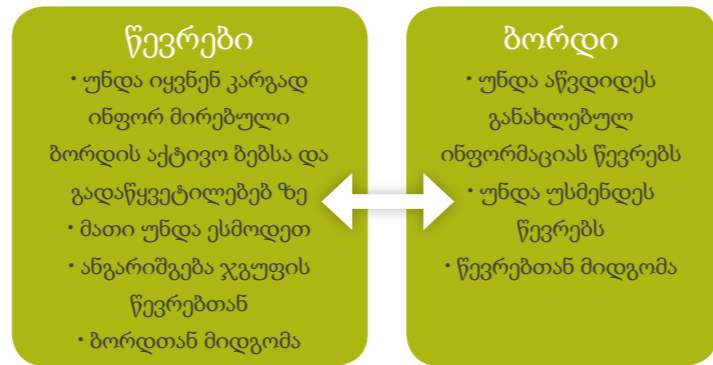 წევრები
• უნდა იყვნენ კარგად
ინფორ მირებული
ბორდის აქტივო ბებსა და
გადაწყვეტილებებ ზე
• მათი უნდა ესმოდეთ
• ანგარიშგება ჯგუფის
წევრებთან
• ბორდთან მიდგომა
ბორდი
• უნდა აწვდიდეს
განახლებულ
ინფორმაციას წევრებს
• უნდა უსმენდეს
წევრებს
• წევრებთან მიდგომა